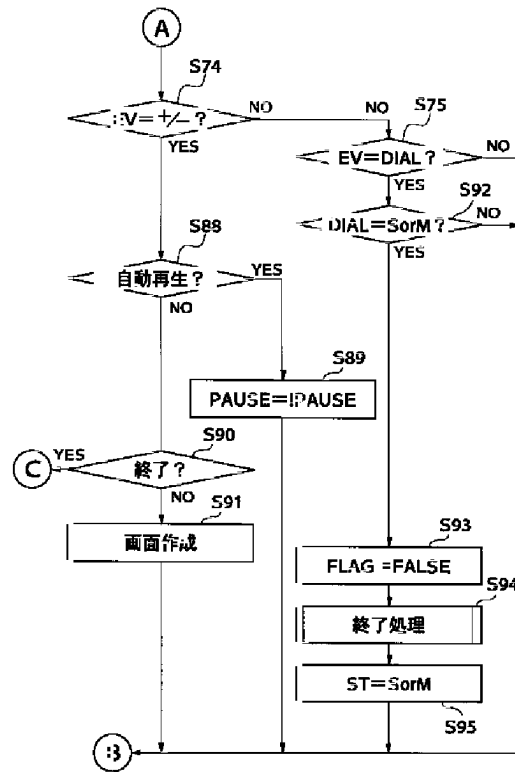 A
S74
EV=+/-?
NO
NO
S75
YES
EV=DIAL?
NO
YES
S92
DIAL=SorM?
NO
S88
YES
自動再生?
YES
NO
S89
PAUSE=!PAUSE
S90
C
YES
終了?
NO
S91
画面作成
S93
FLAG=FALSE
S94
終了処理
ST=SorM
S95
B